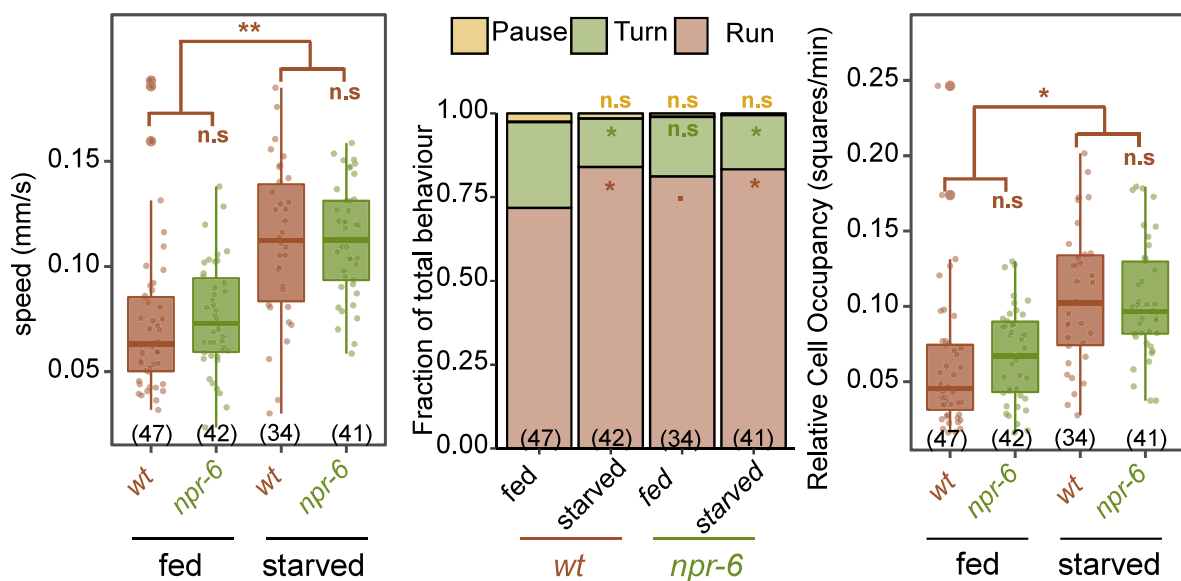 speed (mm/s)
0.15
0.10
0.05
**
n.s
n.s
(47) (42) (34) (41)
wt npr-6 wt npr-6
fed starved
Pause Turn Run
Fraction of total behaviour
1.00
0.75
0.50
0.25
0.00
n.s n.s n.s
* n.s *
* . *
(47) (42) (34) (41)
fed starved fed starved
wt npr-6
Relative Cell Occupancy (squares/min)
0.25
0.20
0.15
0.10
0.05
*
n.s
n.s
(47) (42) (34) (41)
wt npr-6 wt npr-6
fed starved